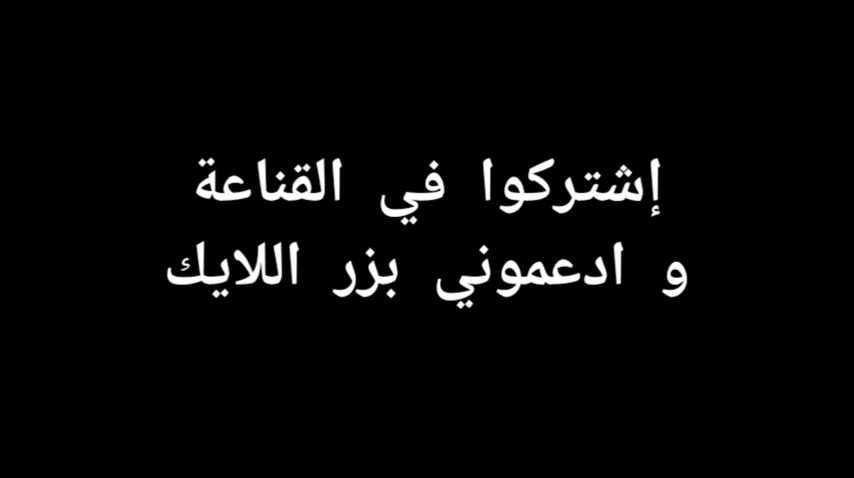 إشتركوا في القناعة
و ادعموني بزر اللايك